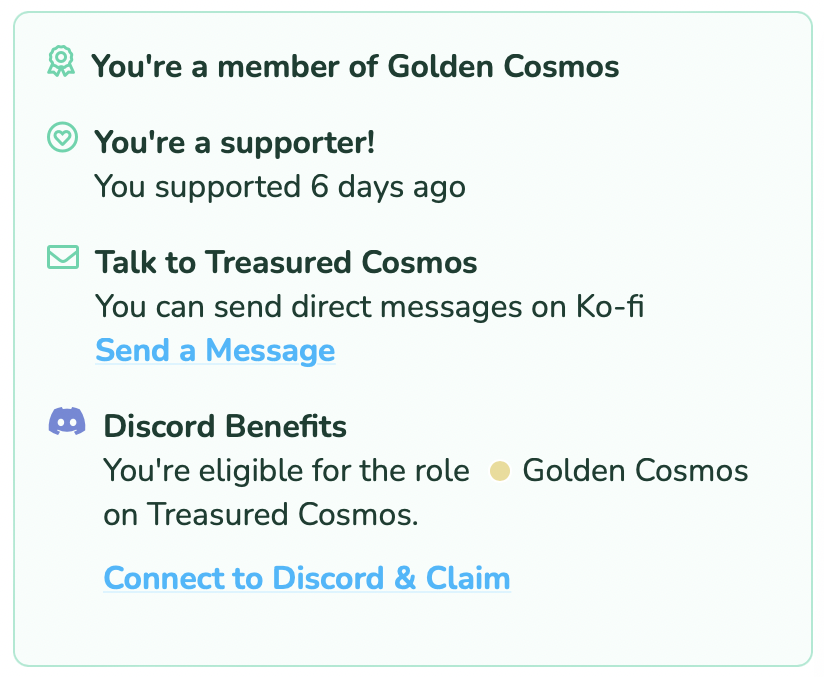 You're a member of Golden Cosmos
You're a supporter!
You supported 6 days ago
Talk to Treasured Cosmos
You can send direct messages on Ko-fi
Send a Message
Discord Benefits
You're eligible for the role Golden Cosmos
on Treasured Cosmos.
Connect to Discord & Claim